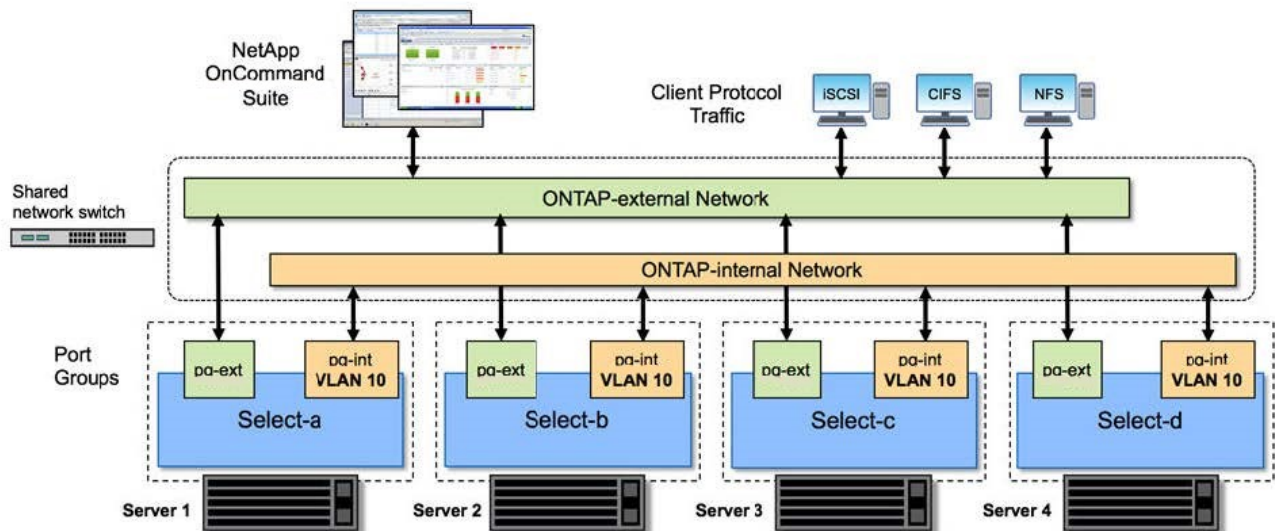 NetApp
OnCommand
Suite
Client Protocol
Traffic
iSCSI
CIFS
NFS
Shared
network switch
ONTAP-external Network
ONTAP-internal Network
Port
Groups
pg-ext
pg-int
VLAN 10
Select-a
pg-ext
pg-int
VLAN 10
Select-b
pg-ext
pg-int
VLAN 10
Select-c
pg-ext
pg-int
VLAN 10
Select-d
Server 1
Server 2
Server 3
Server 4